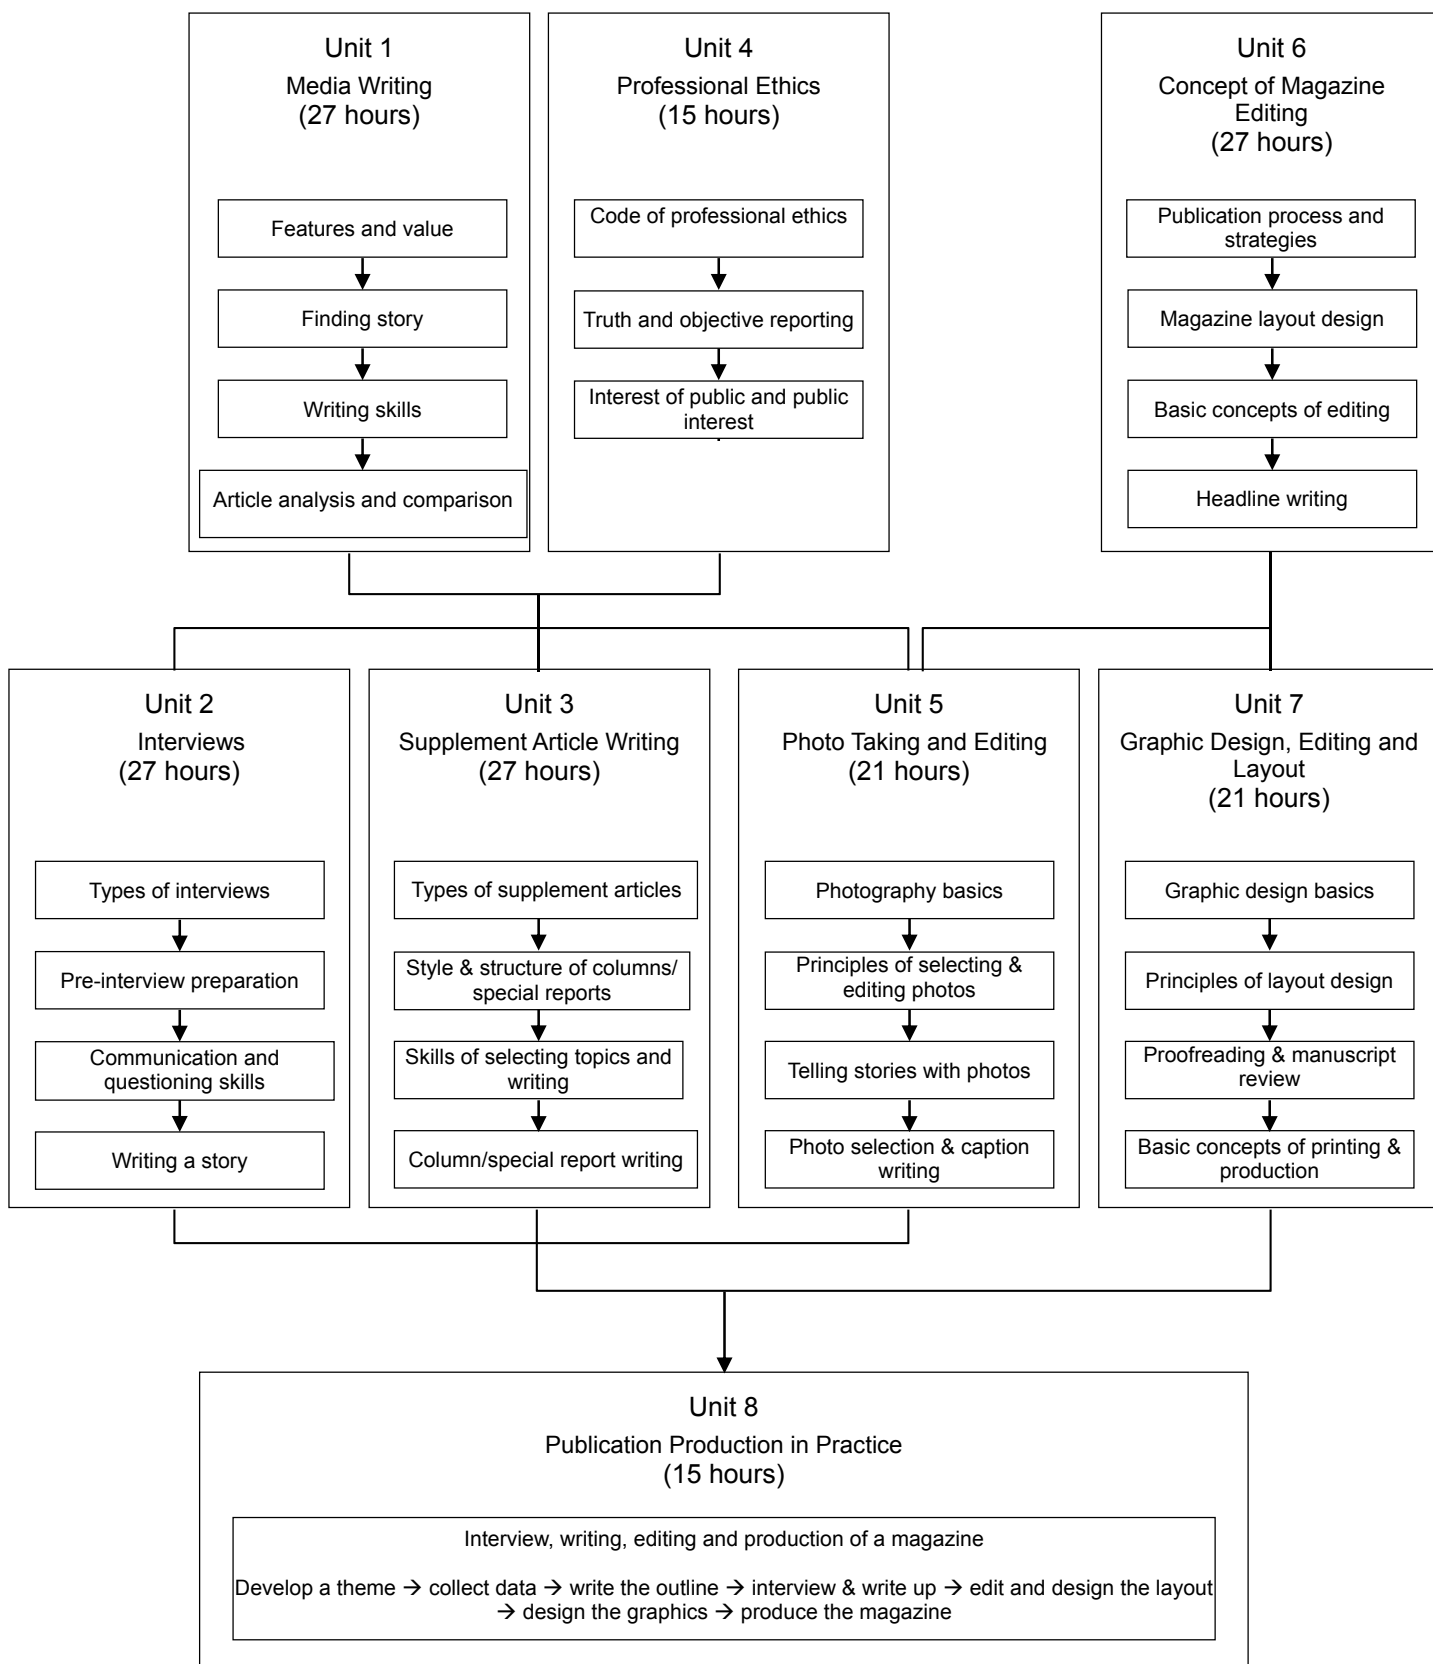 Unit 1
Media Writing
(27 hours)
Features and value
Finding story
Writing skills
Article analysis and comparison
Unit 4
Professional Ethics
(15 hours)
Code of professional ethics
Truth and objective reporting
Interest of public and public
interest
Unit 6
Concept of Magazine
Editing
(27 hours)
Publication process and
strategies
Magazine layout design
Basic concepts of editing
Headline writing
Unit 2
Interviews
(27 hours)
Types of interviews
Pre-interview preparation
Communication and
questioning skills
Writing a story
Unit 3
Supplement Article Writing
(27 hours)
Types of supplement articles
Style & structure of columns/
special reports
Skills of selecting topics and
writing
Column/special report writing
Unit 5
Photo Taking and Editing
(21 hours)
Photography basics
Principles of selecting &
editing photos
Telling stories with photos
Photo selection & caption
writing
Unit 7
Graphic Design, Editing and
Layout
(21 hours)
Graphic design basics
Principles of layout design
Proofreading & manuscript
review
Basic concepts of printing &
production
Unit 8
Publication Production in Practice
(15 hours)
Interview, writing, editing and production of a magazine
Develop a theme → collect data → write the outline → interview & write up → edit and design the layout
→ design the graphics → produce the magazine